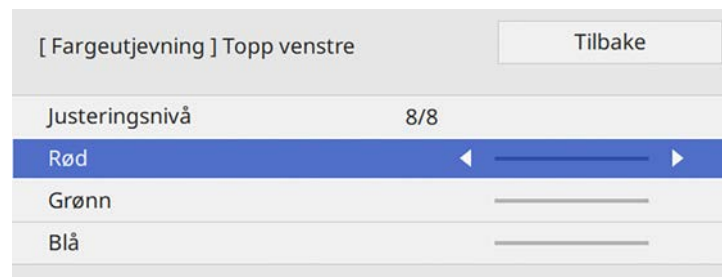 [ Fargeutjevning ] Topp venstre
Tilbake
Justeringsnivå 8/8
Rød
Grønn
Blå